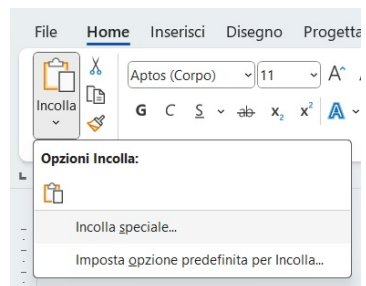 File Home Inserisci Disegno Progetta
Incolla
Aptos (Corpo) 11 A
G C S ab x₂ x² A
Opzioni Incolla:
Incolla speciale...
Imposta opzione predefinita per Incolla...